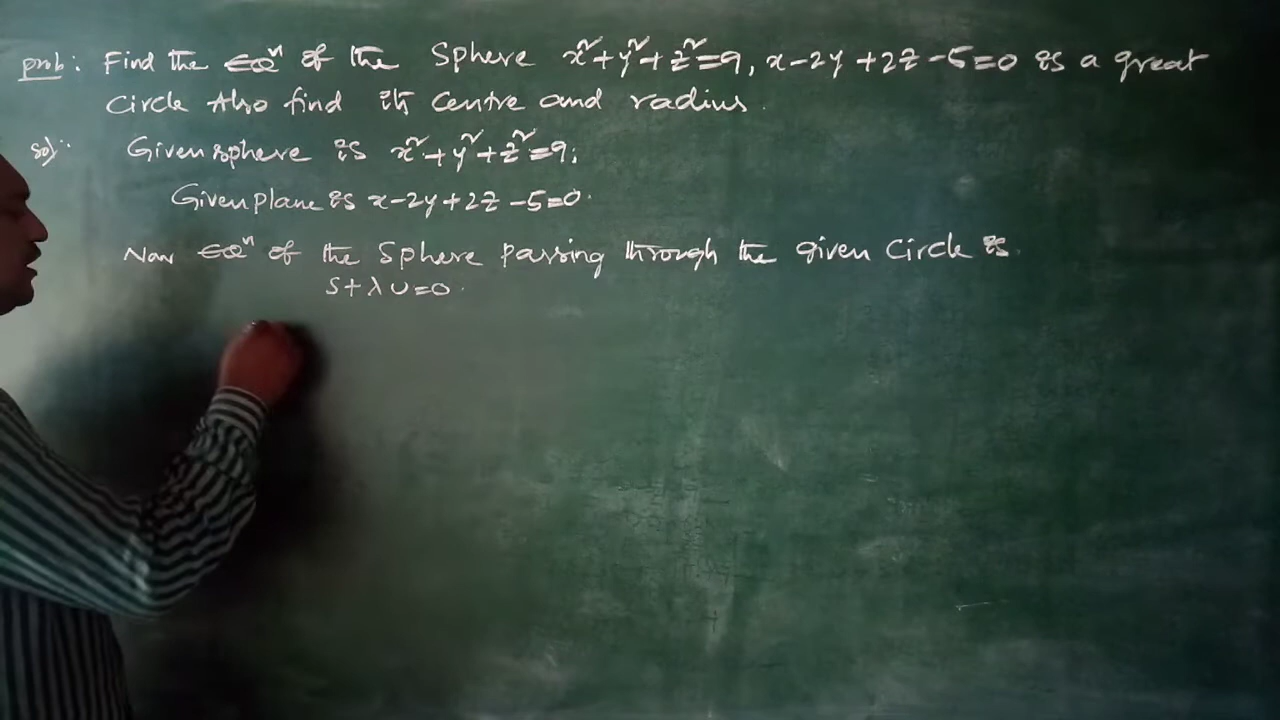 prob: Find the EQⁿ of the Sphere x²+y²+z²=9, x-2y+2z-5=0 is a great
Circle Also find its Centre and radius.
sol: Given sphere is x²+y²+z²=9;
Given plane is x-2y+2z-5=0.
Now EQⁿ of the Sphere passing through the given Circle is
S+λU=0.